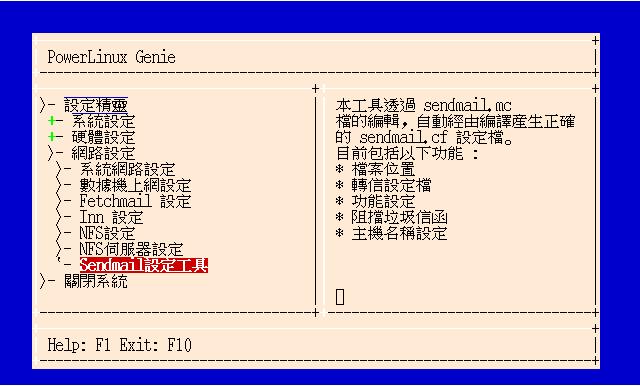 PowerLinux Genie
設定精靈
系統設定
硬體設定
網路設定
系統網路設定
數據機上網設定
Fetchmail 設定
Inn 設定
NFS設定
NFS伺服器設定
Sendmail設定工具
關閉系統
本工具透過 sendmail.mc
檔的編輯，自動經由編譯產生正確
的 sendmail.cf 設定檔。
目前包括以下功能 :
* 檔案位置
* 轉信設定檔
* 功能設定
* 阻擋垃圾信函
* 主機名稱設定
Help: F1 Exit: F10